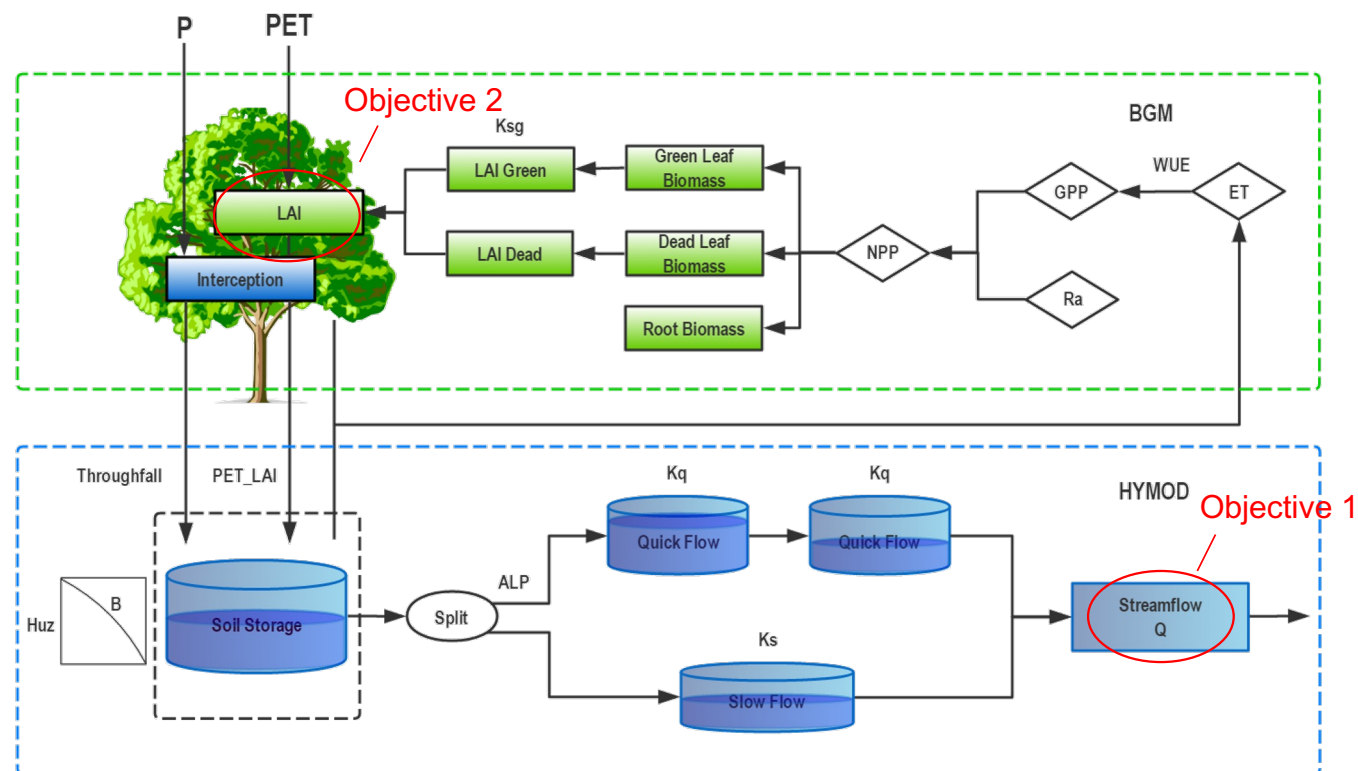 P
PET
Objective 2
BGM
Ksg
LAI Green
Green Leaf
Biomass
GPP
WUE
ET
LAI
LAI Dead
Dead Leaf
Biomass
NPP
Interception
Ra
Root Biomass
Throughfall
PET_LAI
Kq
Kq
HYMOD
Objective 1
Quick Flow
Quick Flow
ALP
B
Huz
Soil Storage
Split
Streamflow
Q
Ks
Slow Flow